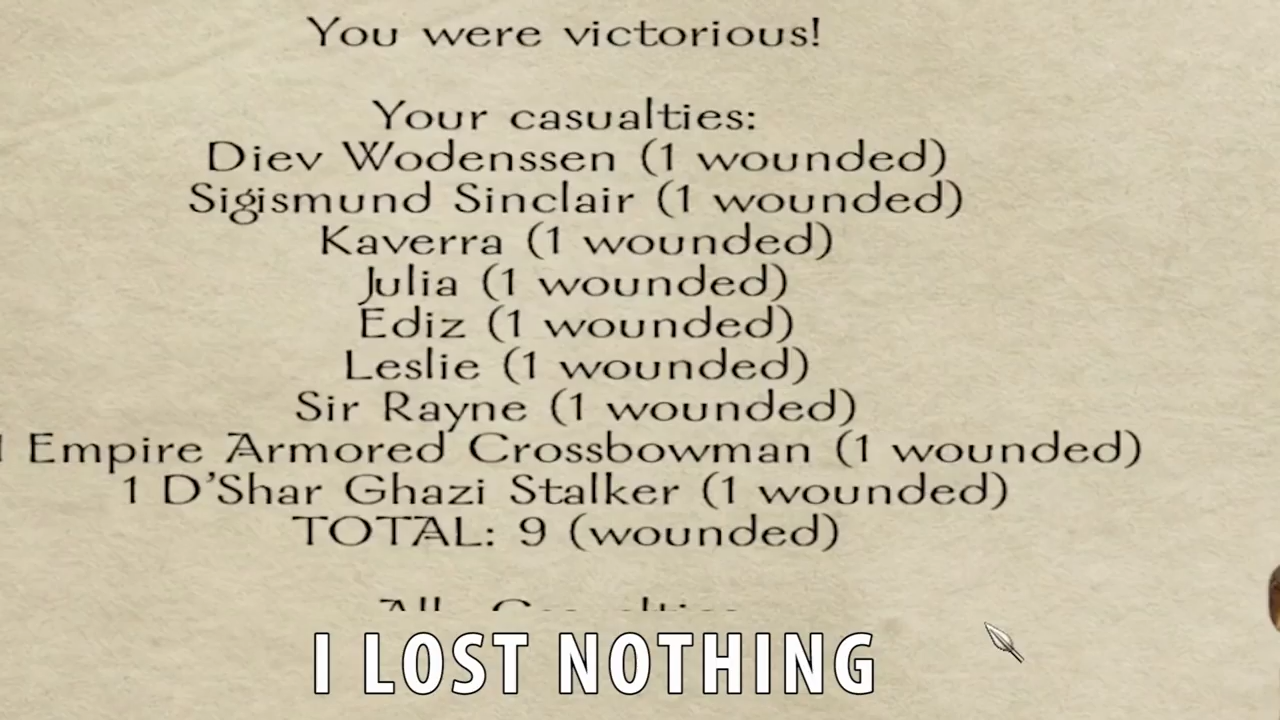 You were victorious!
Your casualties:
Diev Wodenssen (1 wounded)
Sigismund Sinclair (1 wounded)
Kaverra (1 wounded)
Julia (1 wounded)
Ediz (1 wounded)
Leslie (1 wounded)
Sir Rayne (1 wounded)
1 Empire Armored Crossbowman (1 wounded)
1 D'Shar Ghazi Stalker (1 wounded)
TOTAL: 9 (wounded)
I LOST NOTHING